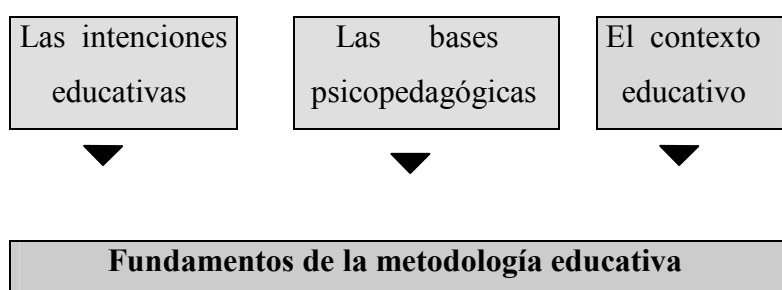 Las intenciones
educativas
Las bases
psicopedagógicas
El contexto
educativo
Fundamentos de la metodología educativa